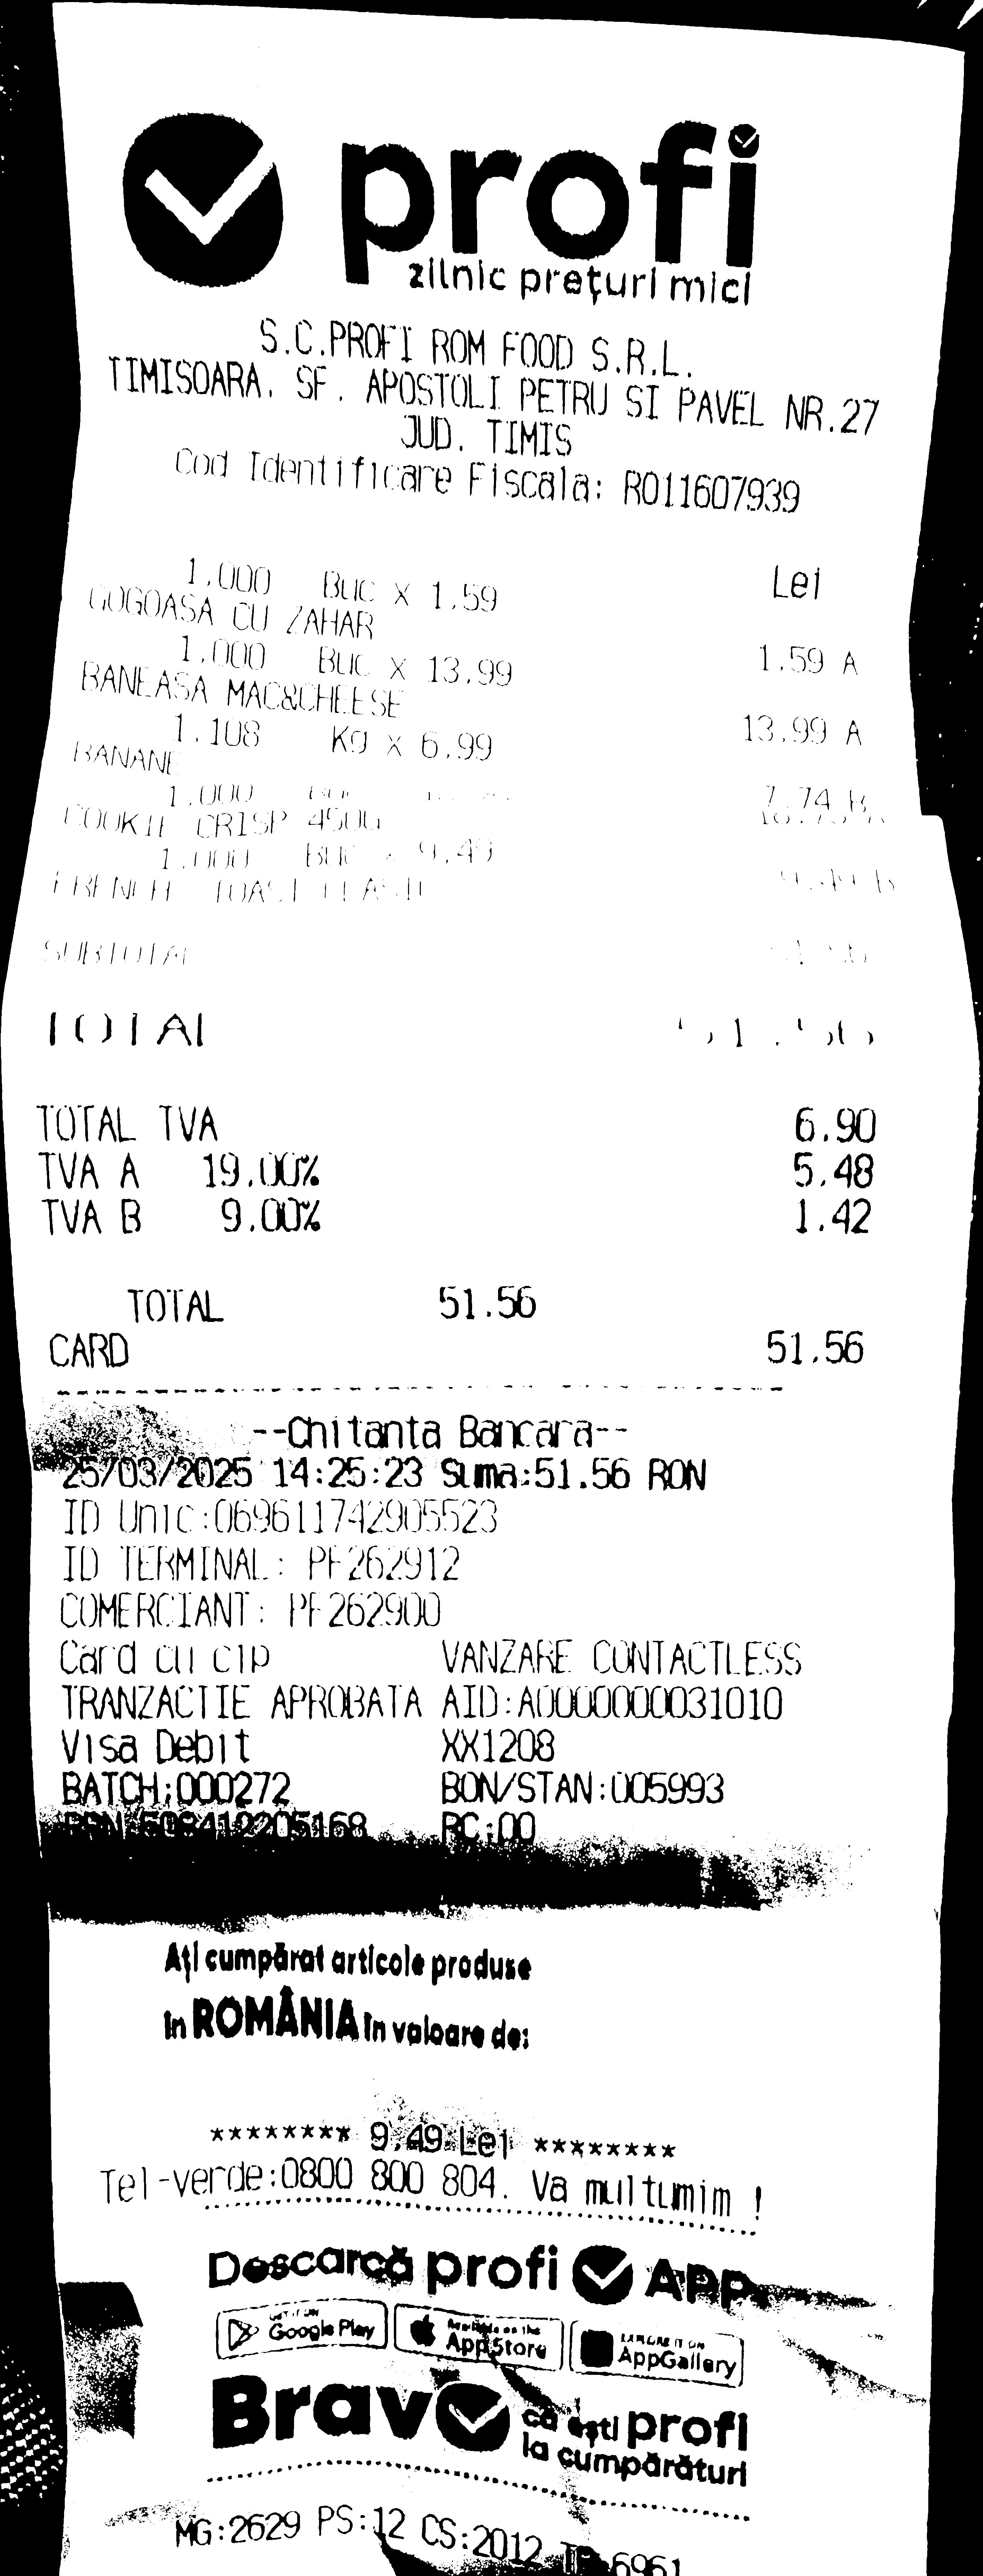 profi
zilnic prețuri mici
S.C.PROFI ROM FOOD S.R.L.
TIMISOARA. SF. APOSTOLI PETRU SI PAVEL NR.27
JUD. TIMIS
Cod Identificare Fiscala: RO11607939
Lei
1.000 Buc X 1.59
GOGOASA CU ZAHAR 1.59 A
1.000 Buc X 13.99
BANEASA MAC&CHEESE 13.99 A
1.108 Kg X 6.99
BANANE 7.74 B
1.000
COOKIE CRISP 450G
1.000 Buc X 9.49
FRENCH TOAST 9.49 B
SUBTOTAL
TOTAL 51.56
TOTAL TVA 6.90
TVA A 19.00% 5.48
TVA B 9.00% 1.42
TOTAL 51.56
CARD 51.56
--Chitanta Bancara--
25/03/2025 14:25:23 Suma:51.56 RON
ID Unic:069611742905523
ID TERMINAL: PF262912
COMERCIANT: PF262900
Card cu cip VANZARE CONTACTLESS
TRANZACTIE APROBATA AID:A0000000031010
Visa Debit XX1208
BATCH:000272 BON/STAN:005993
RRN:508412205168 RC:00
Ați cumpărat articole produse
în ROMÂNIA în valoare de:
******** 9.49 Lei ********
Tel-verde:0800 800 804. Va multumim !
Descarcă profi APP
GET IT ON Google Play
Available on the App Store
EXPLORE IT ON AppGallery
Bravo că ești profi
la cumpărături
MG:2629 PS:12 CS:2012